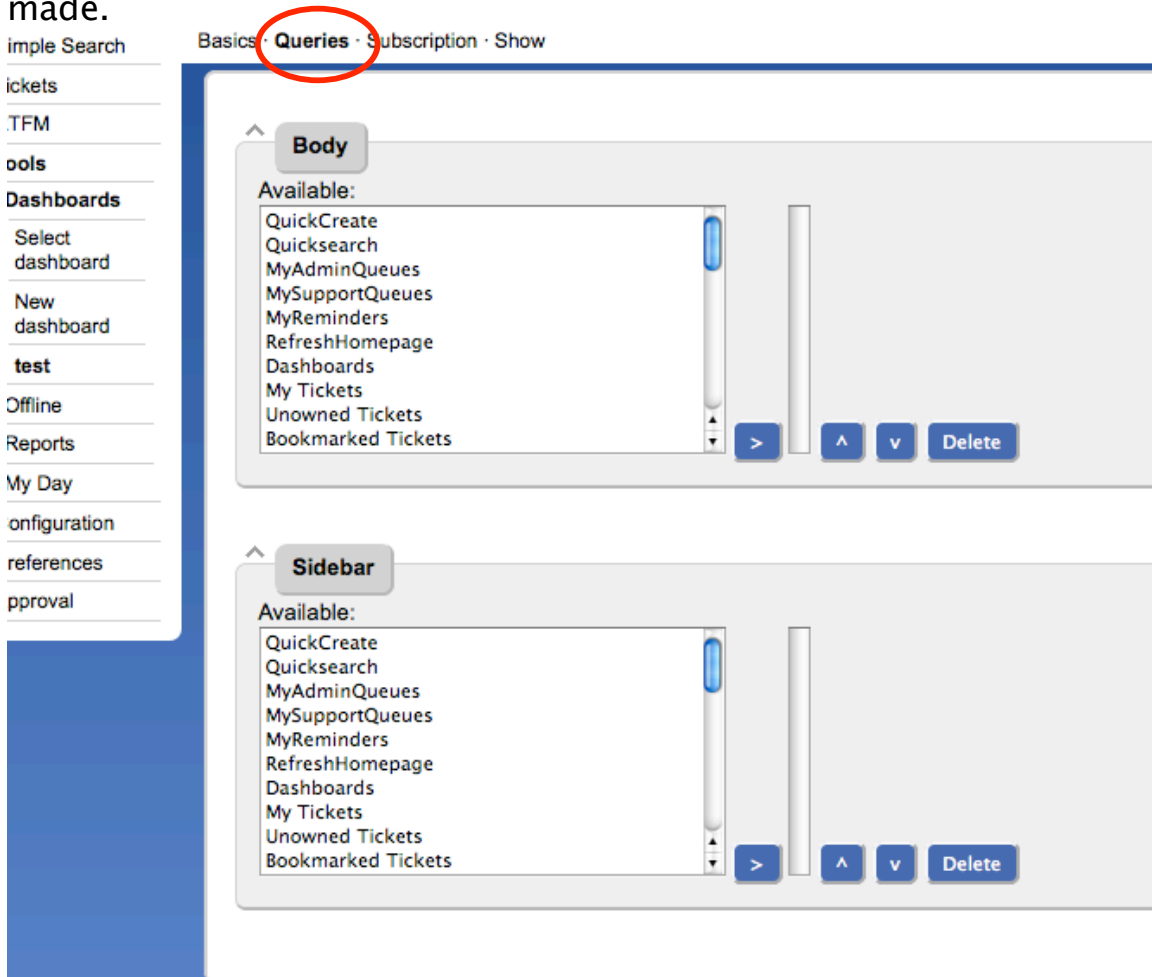 made.
imple Search
ickets
TFM
ools
Dashboards
Select
dashboard
New
dashboard
test
Offline
Reports
My Day
onfiguration
references
pproval
Basics · Queries · Subscription · Show
Body
Available:
QuickCreate
Quicksearch
MyAdminQueues
MySupportQueues
MyReminders
RefreshHomepage
Dashboards
My Tickets
Unowned Tickets
Bookmarked Tickets
> ^ v Delete
Sidebar
Available:
QuickCreate
Quicksearch
MyAdminQueues
MySupportQueues
MyReminders
RefreshHomepage
Dashboards
My Tickets
Unowned Tickets
Bookmarked Tickets
> ^ v Delete